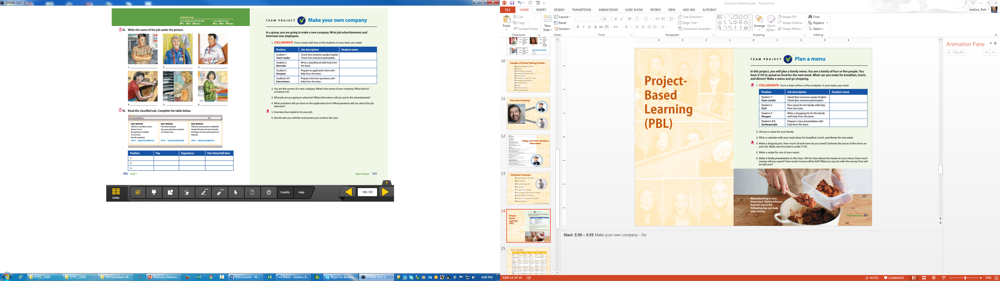 STAND OUT 2
Learner Log
I can identify jobs and job skills.
Yes No Maybe
I can apply for a job.
Yes No Maybe
G. Write the name of the job under the picture.
FAST-X
1.
2.
3.
4.
5.
6.
H. Read the classified ads. Complete the table below.
HELP WANTED
Full-time custodian at John
Adams School.
No experience needed.
$10 an hour.
Benefits included.
APPLY MORE INFORMATION
HELP WANTED
Part-time mechanic.
One-year experience required.
$15.00 per hour.
APPLY MORE INFORMATION
HELP WANTED
Full-time nurse position at Mayfield
Hospital Tuesday through Saturday.
AA degree and one-year experience
required.
APPLY MORE INFORMATION
Position Pay Experience Part-time/Full-time
1.
2.
3.
180 Unit 7
TEAM PROJECT Make your own company
In a group, you are going to make a new company. Write job advertisements and
interview new employees.
1. COLLABORATE Form a team with four or five students. In your team, you need:
Position Job description Student name
Student 1:
Team Leader
Check that everyone speaks English.
Check that everyone participates.
Student 2:
Recruiter
Write a classified ad with help from
the team.
Student 3:
Designer
Prepare an application form with
help from the team.
Students 4/5:
Interviewers
Prepare interview questions with
help from the team.
2. You are the owners of a new company. What is the name of your company? What kind of
company is it?
3. What job are you going to advertise? What information will you put in the advertisement?
4. What questions will you have on the application form? What questions will you ask at the job
interview?
5. Interview four students for your job.
6. Decide who you will hire and present your work to the class.
Team Project 181
Units
Credits
Help
180-181
E:\PC_USER
E:\PC_USER
H:\Final Back UP...
Inservice Webina...
Document1 - W...
Inbox - Jenkins_R...
Skype for Busine...
STAND OUT 2
4:09 PM
Inservice Webinar.pptx - PowerPoint
FILE HOME INSERT DESIGN TRANSITIONS ANIMATIONS SLIDE SHOW REVIEW VIEW ADD-INS ACROBAT
Jenkins, Rob
Paste
Cut
Copy
Format Painter
Clipboard
New
Slide
Layout
Reset
Section
Slides
36
B I U S abc AV Aa A
Font
Text Direction
Align Text
Convert to SmartArt
Paragraph
Arrange
Quick
Styles
Shape Fill
Shape Outline
Shape Effects
Drawing
Find
Replace
Select
Editing
10
Examples of Critical Thinking Activities
11
Why Critical Thinking?
12
College and Career Readiness:
Abbreviated
13
Workplace Connection
14
Project-
Based
Learning
(PBL)
15
Team Projects
Project-
Based
Learning
(PBL)
TEAM PROJECT Plan a menu
In this project, you will plan a family menu. You are a family of four or five people. You
have $150 to spend on food for the next week. What can you make for breakfast, lunch,
and dinner? Make a menu and go shopping.
1. COLLABORATE Form a team of four or five students. In your team, you need:
Position Job description Student name
Student 1:
Team Leader
Check that everyone speaks English.
Check that everyone participates.
Student 2:
Chef
Plan meals for the family with help
from the team.
Student 3:
Shopper
Write a shopping list for the family
with help from the team.
Students 4/5:
Spokespeople
Prepare a class presentation with
help from the team.
2. Choose a name for your family.
3. Fill in a calendar with your meal plans for breakfast, lunch, and dinner for one week.
4. Make a shopping list. How much of each item do you need? Estimate the prices of the items on
your list. Make sure the total is under $150.
5. Write a recipe for one of your meals.
6. Make a family presentation to the class. Tell the class about the meals on your menu. How much
money will you spend? How much money will be left? What can you do with the money that will
be left over?
Meal planning is very
important. Eating leftover
food for lunch the
following day can help
save money.
Team Project 81
Animation Pane
Play All
Staci: 3:30 – 3:35 Make your own company – Do
SLIDE 14 OF 18
NOTES
COMMENTS
95%